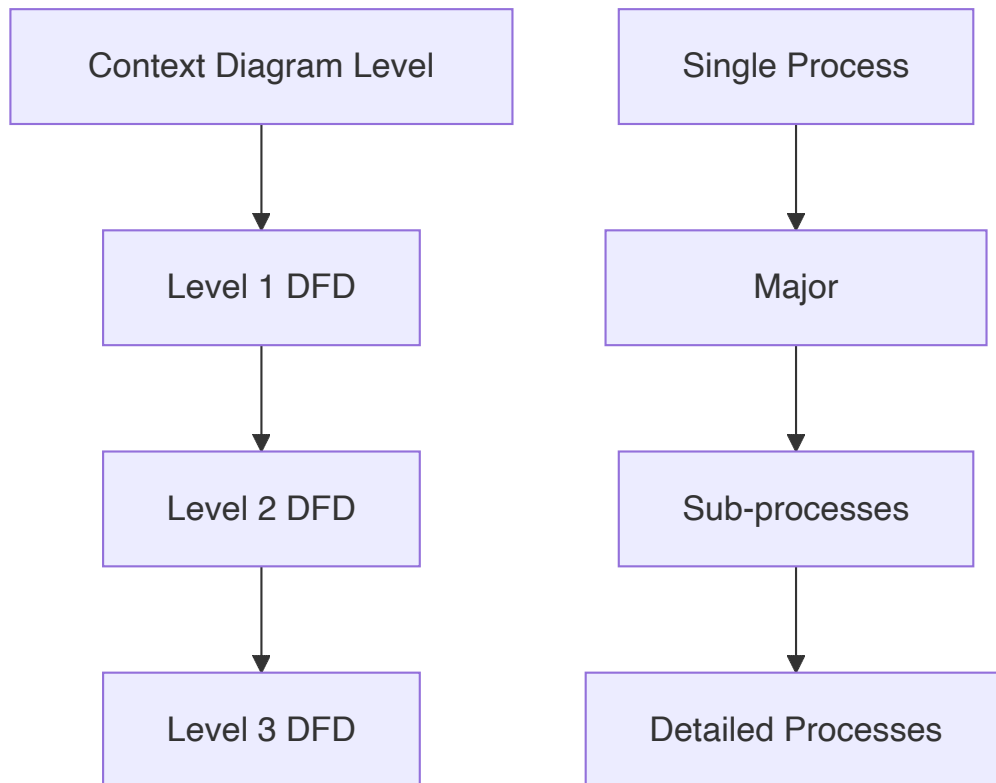 Context Diagram Level
Single Process
Level 1 DFD
Major
Level 2 DFD
Sub-processes
Level 3 DFD
Detailed Processes